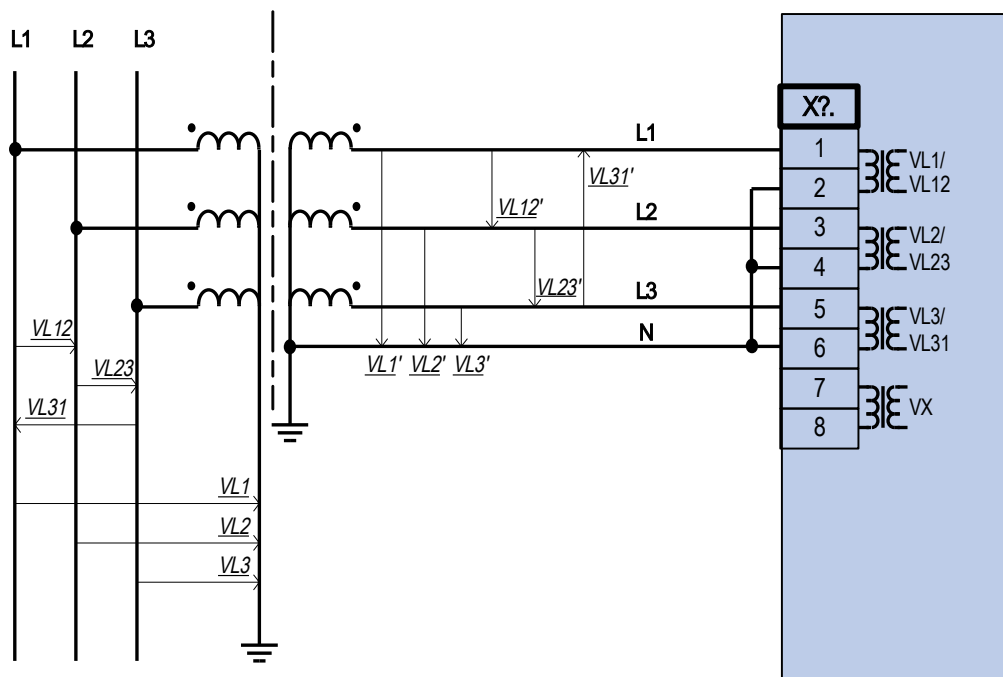 L1 L2 L3
X?.
L1
1
VL1/
VL31'
2
VL12
VL12'
L2
3
VL2/
4
VL23
VL23'
L3
5
VL3/
VL12
N
6
VL31
VL23
VL1' VL2' VL3'
7
VX
VL31
8
VL1
VL2
VL3